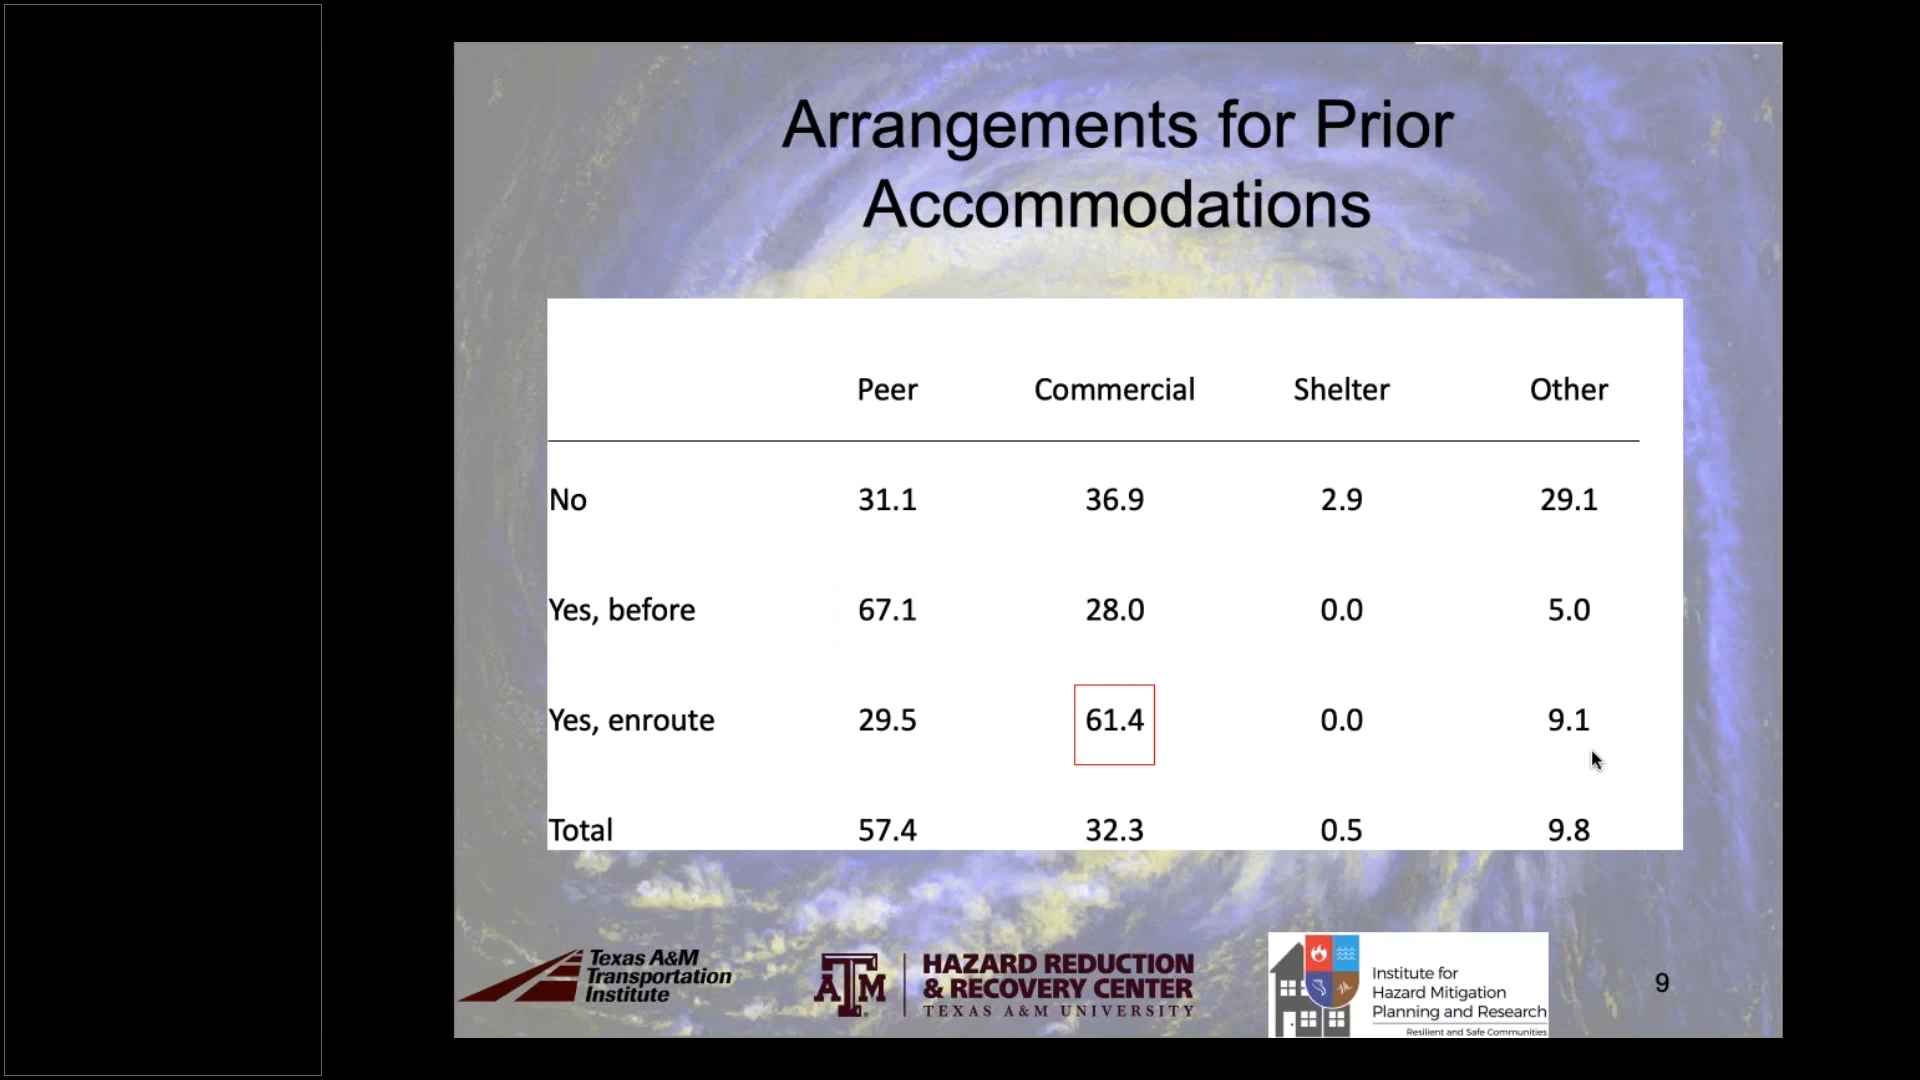 Arrangements for Prior
Accommodations
Peer Commercial Shelter Other
No 31.1 36.9 2.9 29.1
Yes, before 67.1 28.0 0.0 5.0
Yes, enroute 29.5 61.4 0.0 9.1
Total 57.4 32.3 0.5 9.8
Texas A&M
Transportation
Institute
ATM
HAZARD REDUCTION
& RECOVERY CENTER
TEXAS A&M UNIVERSITY
Institute for
Hazard Mitigation
Planning and Research
Resilient and Safe Communities
9